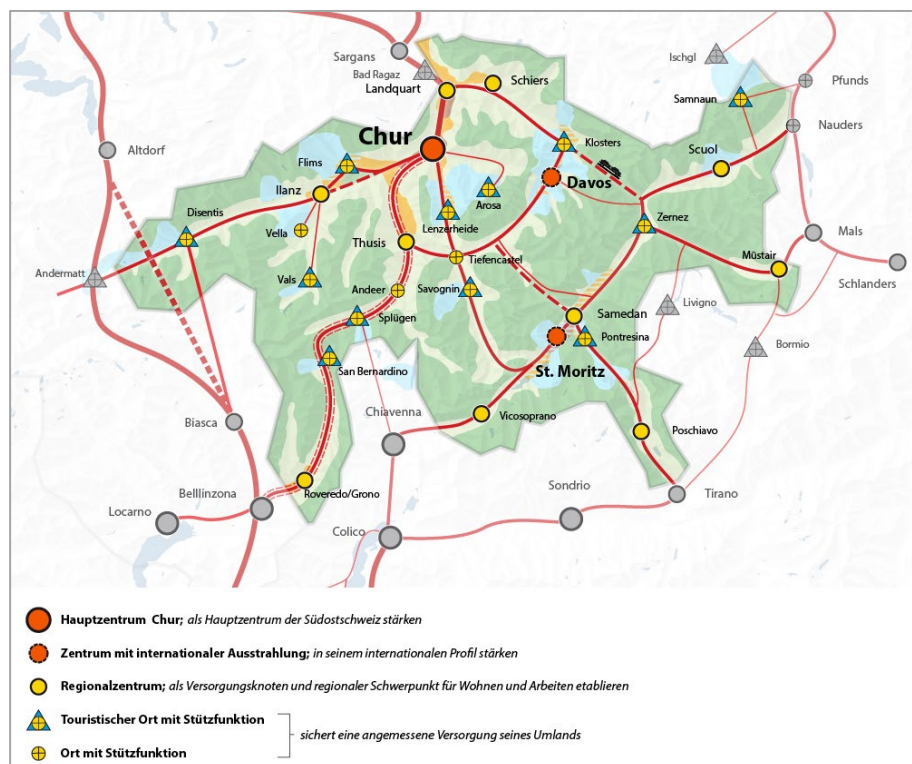 Sargans
Bad Ragaz
Landquart
Schiers
Ischgl
Pfunds
Samnaun
Nauders
Chur
Altdorf
Klosters
Scuol
Flims
Ilanz
Davos
Arosa
Disentis
Lenzerheide
Zernez
Vella
Thusis
Mals
Tiefencastel
Müstair
Andermatt
Vals
Andeer
Savognin
Schlanders
Splügen
Samedan
Livigno
Pontresina
San Bernardino
St. Moritz
Bormio
Chiavenna
Vicosoprano
Biasca
Poschiavo
Belllinzona
Roveredo/Grono
Sondrio
Tirano
Locarno
Colico
Hauptzentrum Chur; als Hauptzentrum der Südostschweiz stärken
Zentrum mit internationaler Ausstrahlung; in seinem internationalen Profil stärken
Regionalzentrum; als Versorgungsknoten und regionaler Schwerpunkt für Wohnen und Arbeiten etablieren
Touristischer Ort mit Stützfunktion
sichert eine angemessene Versorgung seines Umlands
Ort mit Stützfunktion